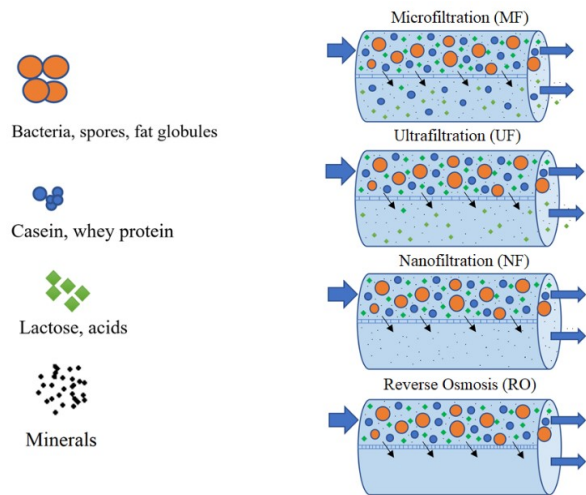 Microfiltration (MF)
Bacteria, spores, fat globules
Ultrafiltration (UF)
Casein, whey protein
Nanofiltration (NF)
Lactose, acids
Reverse Osmosis (RO)
Minerals